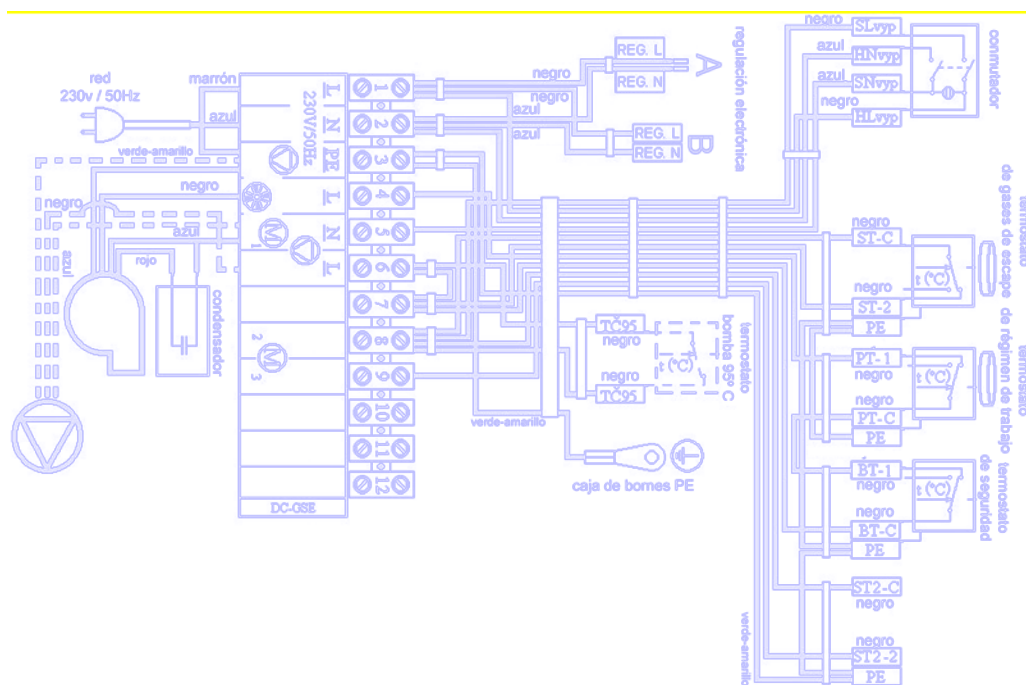 red
230v / 50Hz
marrón
azul
verde-amarillo
negro
negro
azul
azul
rojo
condensador
L
N
PE
L
N
L
230V/50Hz
M
1
2
M
3
DC-GSE
1
2
3
4
5
6
7
8
9
10
11
12
negro
negro
azul
azul
REG. L
REG. N
A
REG. L
REG. N
B
regulación electrónica
negro
SLvyp
azul
HNvyp
azul
SNvyp
negro
HLvyp
conmutador
negro
ST-C
t (°C)
negro
ST-2
PE
termostato
de gases de escape
PT-1
negro
t (°C)
negro
PT-C
PE
termostato
de régimen de trabajo
BT-1
negro
t (°C)
negro
BT-C
PE
termostato
de seguridad
ST2-C
negro
negro
ST2-2
PE
verde-amarillo
TČ95
negro
t (°C)
negro
TČ95
termostato
bomba 95º C
verde-amarillo
caja de bornes PE